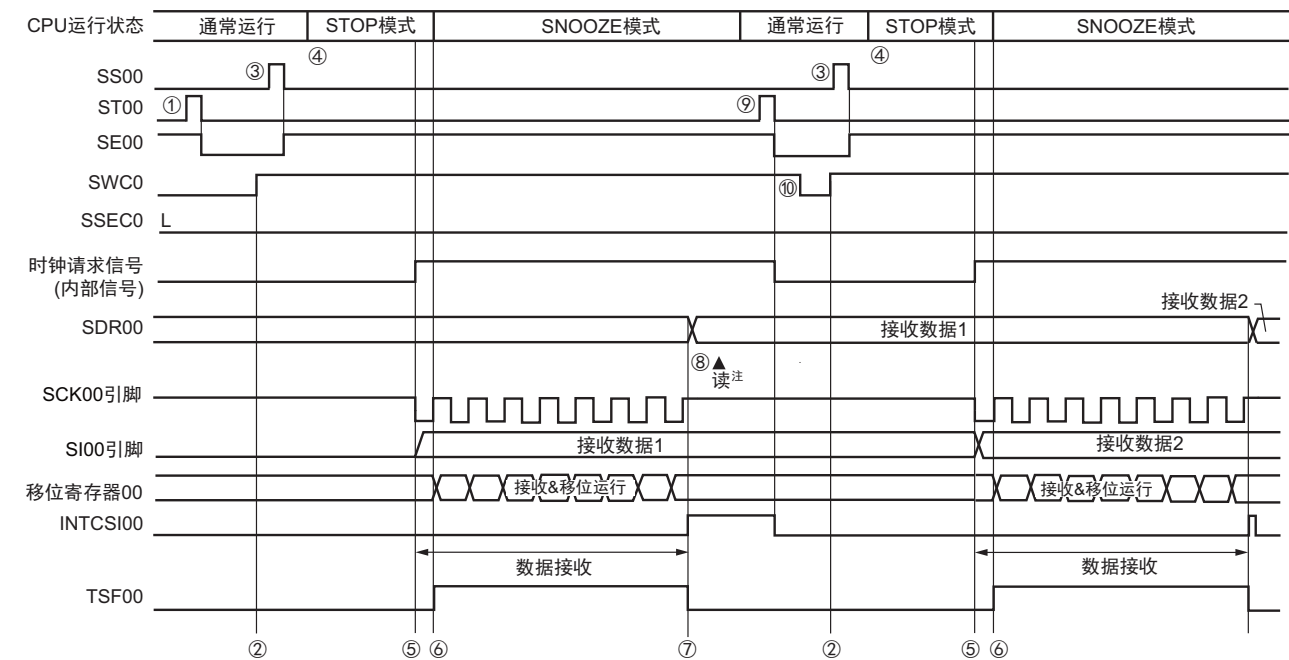 CPU运行状态 通常运行 STOP模式 SNOOZE模式 通常运行 STOP模式 SNOOZE模式
④ ④
SS00 ③ ③
ST00 ① ⑨
SE00
SWC0 ⑩
SSEC0 L
时钟请求信号
(内部信号)
接收数据2
SDR00 接收数据1
⑧▲
读注
SCK00引脚
SI00引脚 接收数据1 接收数据2
移位寄存器00 接收&移位运行 接收&移位运行
INTCSI00
数据接收 数据接收
TSF00
② ⑤ ⑥ ⑦ ② ⑤ ⑥